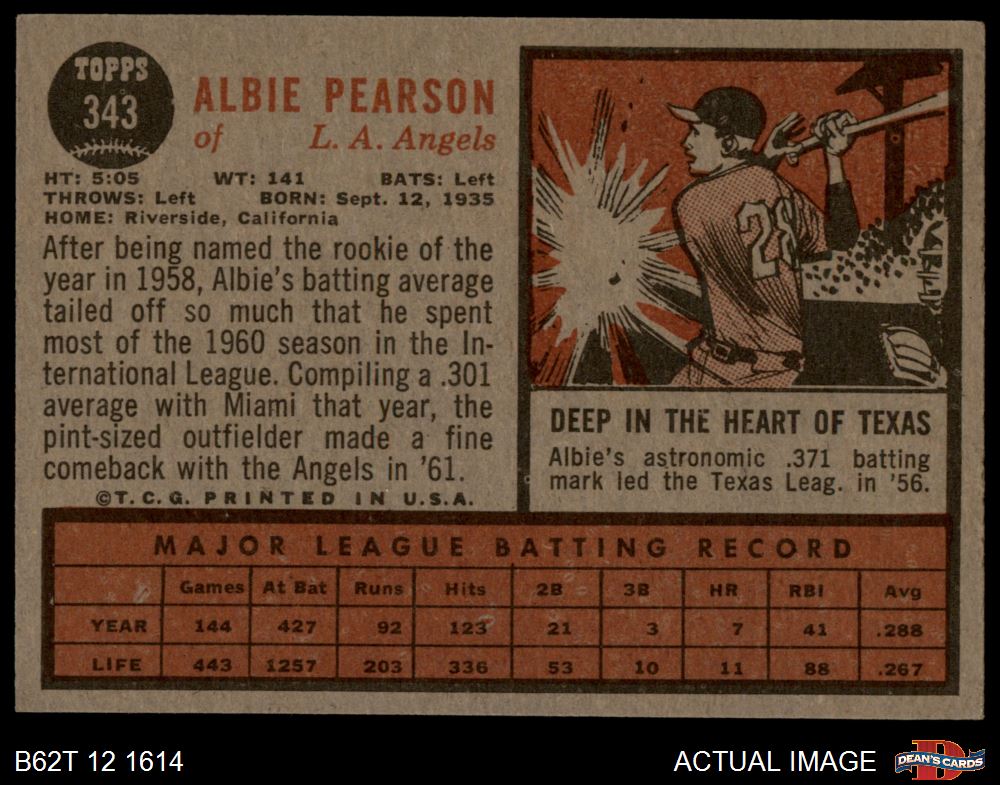 TOPPS
343
ALBIE PEARSON
of L. A. Angels
HT: 5:05 WT: 141 BATS: Left
THROWS: Left BORN: Sept. 12, 1935
HOME: Riverside, California
After being named the rookie of the
year in 1958, Albie's batting average
tailed off so much that he spent
most of the 1960 season in the In-
ternational League. Compiling a .301
average with Miami that year, the
pint-sized outfielder made a fine
comeback with the Angels in '61.
©T.C.G. PRINTED IN U.S.A.
28
DEEP IN THE HEART OF TEXAS
Albie's astronomic .371 batting
mark led the Texas Leag. in '56.
MAJOR LEAGUE BATTING RECORD
Games At Bat Runs Hits 2B 3B HR RBI Avg
YEAR 144 427 92 123 21 3 7 41 .288
LIFE 443 1257 203 336 53 10 11 88 .267
B62T 12 1614
ACTUAL IMAGE
DEAN'S CARDS